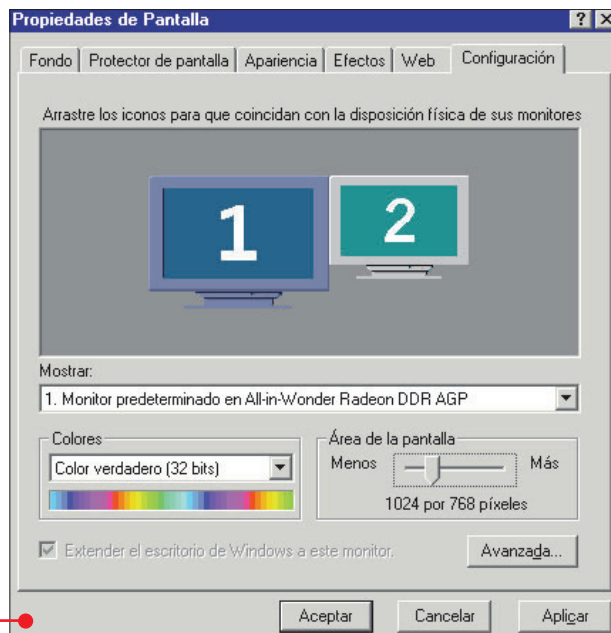 Propiedades de Pantalla
Fondo Protector de pantalla Apariencia Efectos Web Configuración
Arrastre los iconos para que coincidan con la disposición física de sus monitores
1 2
Mostrar:
1. Monitor predeterminado en All-in-Wonder Radeon DDR AGP
Colores Área de la pantalla
Color verdadero (32 bits) Menos Más
1024 por 768 píxeles
Extender el escritorio de Windows a este monitor. Avanzada...
Aceptar Cancelar Aplicar